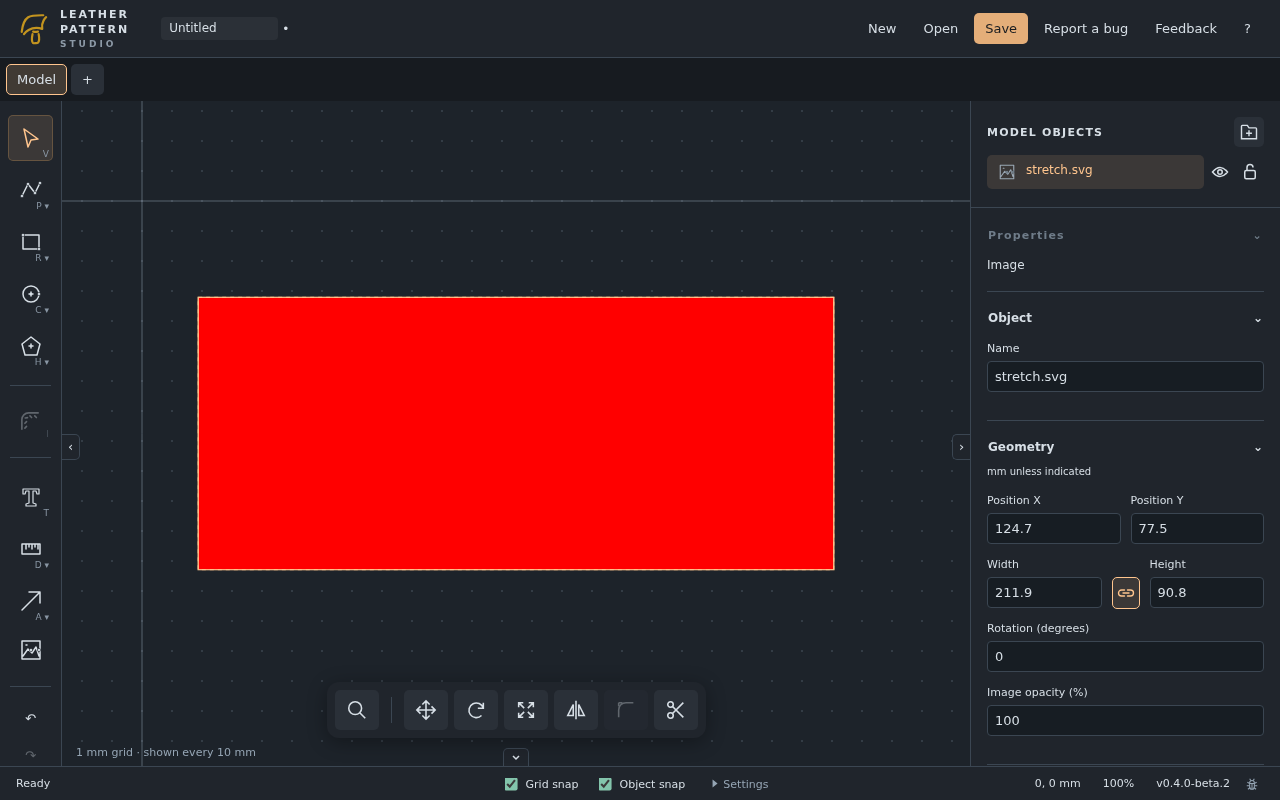 LEATHER
PATTERN
STUDIO
Untitled •
New Open Save Report a bug Feedback ?
Model +
V
P ▾
R ▾
C ▾
H ▾
I
T
D ▾
A ▾
MODEL OBJECTS
stretch.svg
Properties
Image
Object
Name
stretch.svg
Geometry
mm unless indicated
Position X Position Y
124.7 77.5
Width Height
211.9 90.8
Rotation (degrees)
0
Image opacity (%)
100
1 mm grid · shown every 10 mm
Ready
Grid snap Object snap Settings
0, 0 mm 100% v0.4.0-beta.2